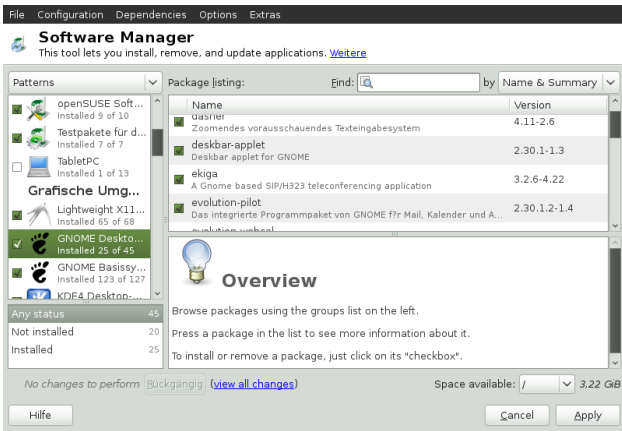 File Configuration Dependencies Options Extras
Software Manager
This tool lets you install, remove, and update applications. Weitere
Patterns
Package listing: Find: by Name & Summary
openSUSE Soft...
Installed 9 of 10
Testpakete für d...
Installed 7 of 7
TabletPC
Installed 1 of 13
Grafische Umg...
Lightweight X11...
Installed 65 of 68
GNOME Deskto...
Installed 25 of 45
GNOME Basissy...
Installed 123 of 127
KDE4 Desktop-...
Any status 45
Not installed 20
Installed 25
Name Version
dasher 4.11-2.6
Zoomendes vorausschauendes Texteingabesystem
deskbar-applet 2.30.1-1.3
Deskbar applet for GNOME
ekiga 3.2.6-4.22
A Gnome based SIP/H323 teleconferencing application
evolution-pilot 2.30.1.2-1.4
Das integrierte Programmpaket von GNOME f?r Mail, Kalender und A...
Overview
Browse packages using the groups list on the left.
Press a package in the list to see more information about it.
To install or remove a package, just click on its "checkbox".
No changes to perform Rückgängig (view all changes) Space available: / 3,22 GiB
Hilfe Cancel Apply